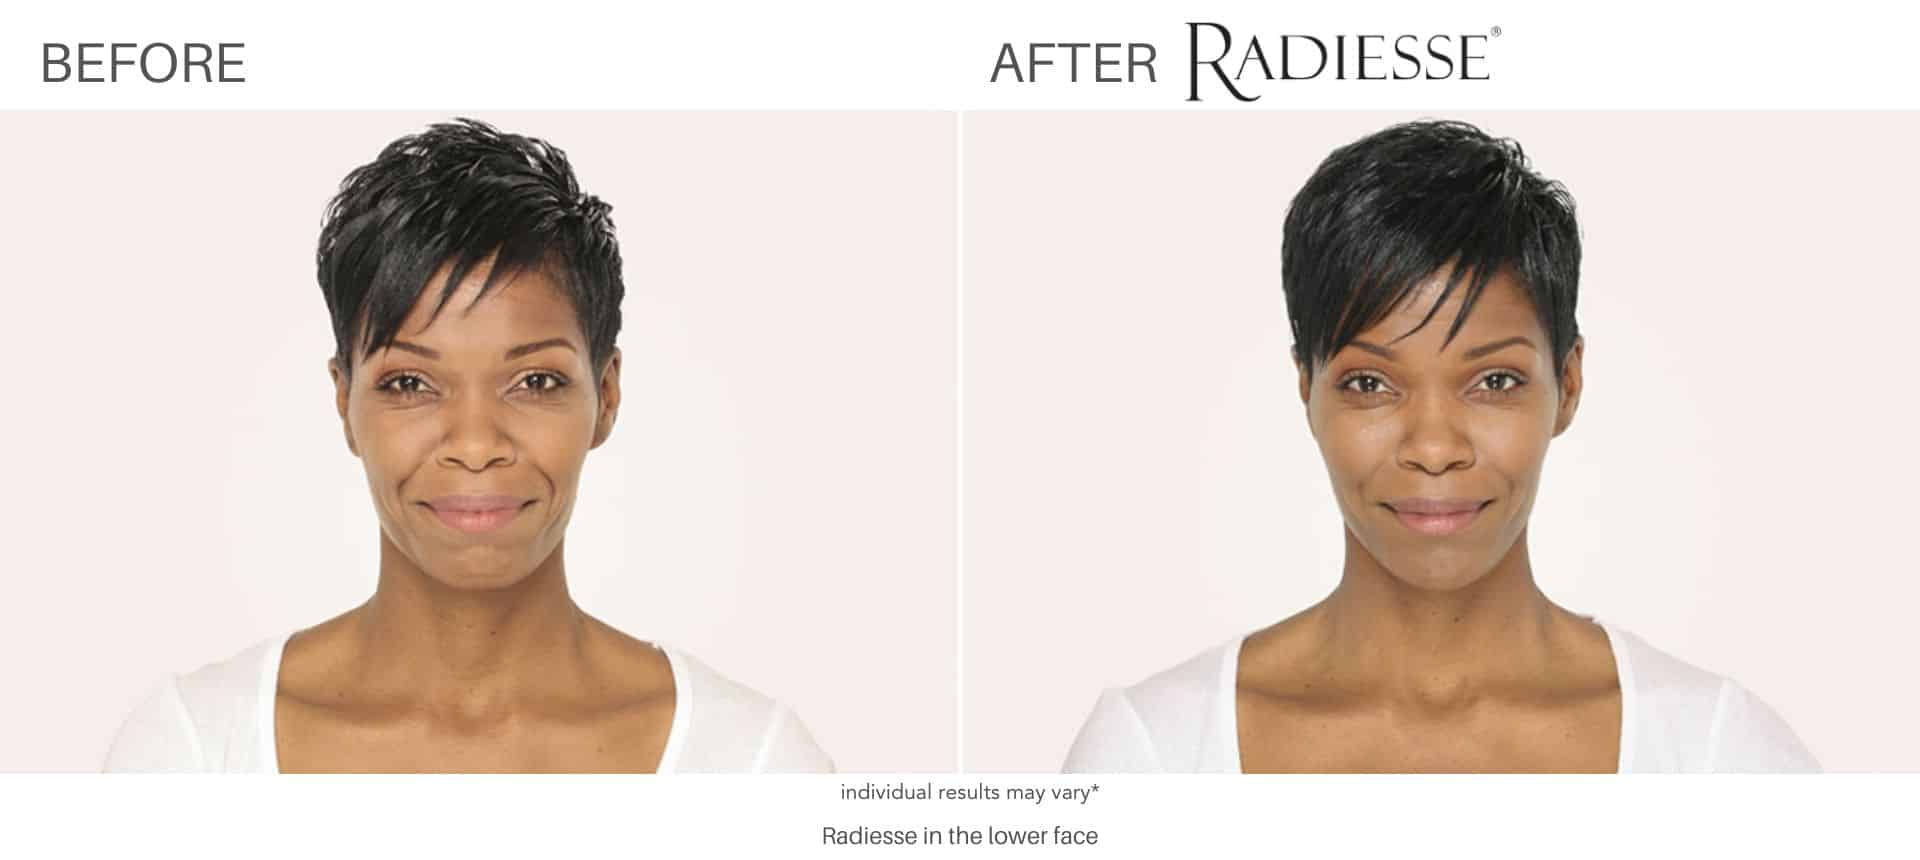 BEFORE
AFTER RADIESSE®
individual results may vary*
Radiesse in the lower face